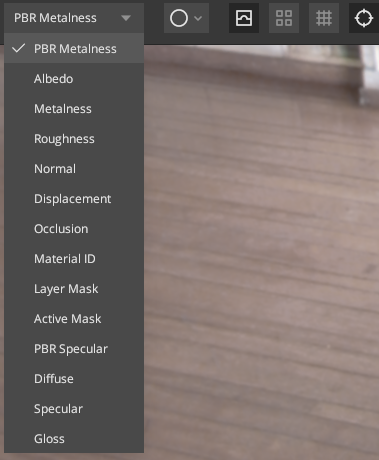 PBR Metalness
PBR Metalness
Albedo
Metalness
Roughness
Normal
Displacement
Occlusion
Material ID
Layer Mask
Active Mask
PBR Specular
Diffuse
Specular
Gloss